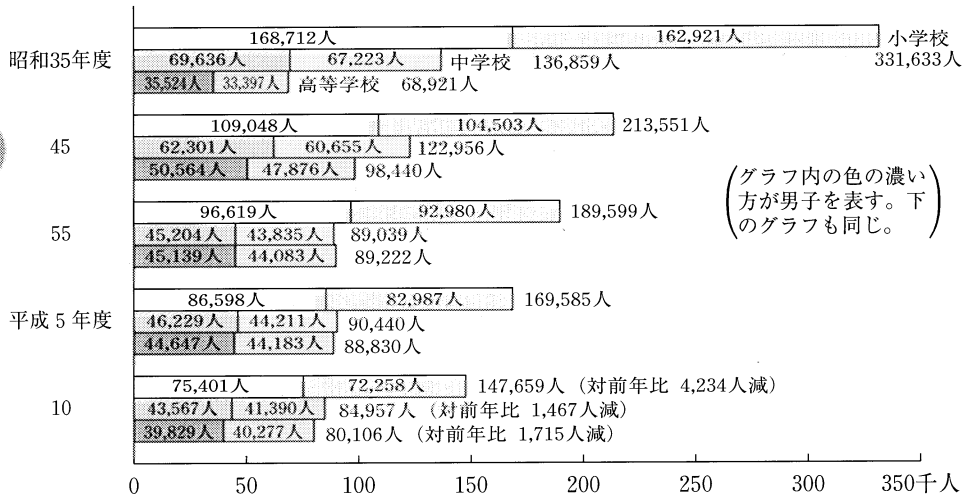 168,712人 162,921人 小学校
昭和35年度 69,636人 67,223人 中学校 136,859人 331,633人
35,524人 33,397人 高等学校 68,921人
109,048人 104,503人 213,551人
45 62,301人 60,655人 122,956人
50,564人 47,876人 98,440人
(グラフ内の色の濃い
方が男子を表す。下
のグラフも同じ。)
96,619人 92,980人 189,599人
55 45,204人 43,835人 89,039人
45,139人 44,083人 89,222人
86,598人 82,987人 169,585人
平成5年度 46,229人 44,211人 90,440人
44,647人 44,183人 88,830人
75,401人 72,258人 147,659人 (対前年比 4,234人減)
10 43,567人 41,390人 84,957人 (対前年比 1,467人減)
39,829人 40,277人 80,106人 (対前年比 1,715人減)
0 50 100 150 200 250 300 350千人